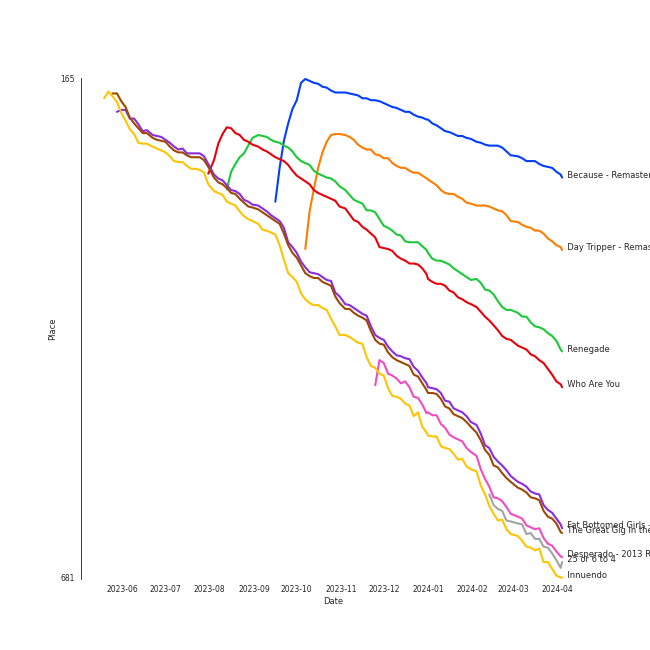 165
Because - Remaster
Day Tripper - Remas
Place
Renegade
Who Are You
Fat Bottomed Girls -
The Great Gig in the
Desperado - 2013 R
25 or 6 to 4
Innuendo
681
2023-06 2023-07 2023-08 2023-09 2023-10 2023-11 2023-12 2024-01 2024-02 2024-03 2024-04
Date